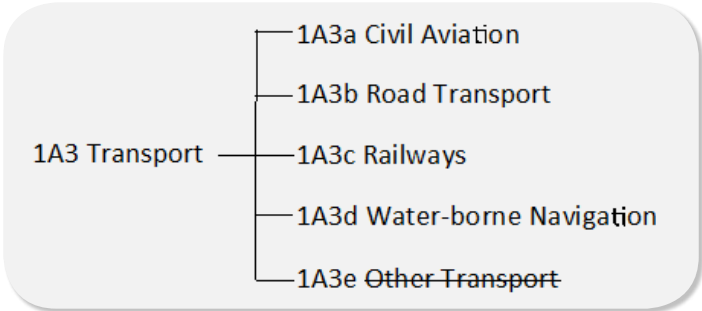 1A3a Civil Aviation
1A3b Road Transport
1A3 Transport
1A3c Railways
1A3d Water-borne Navigation
1A3e Other Transport